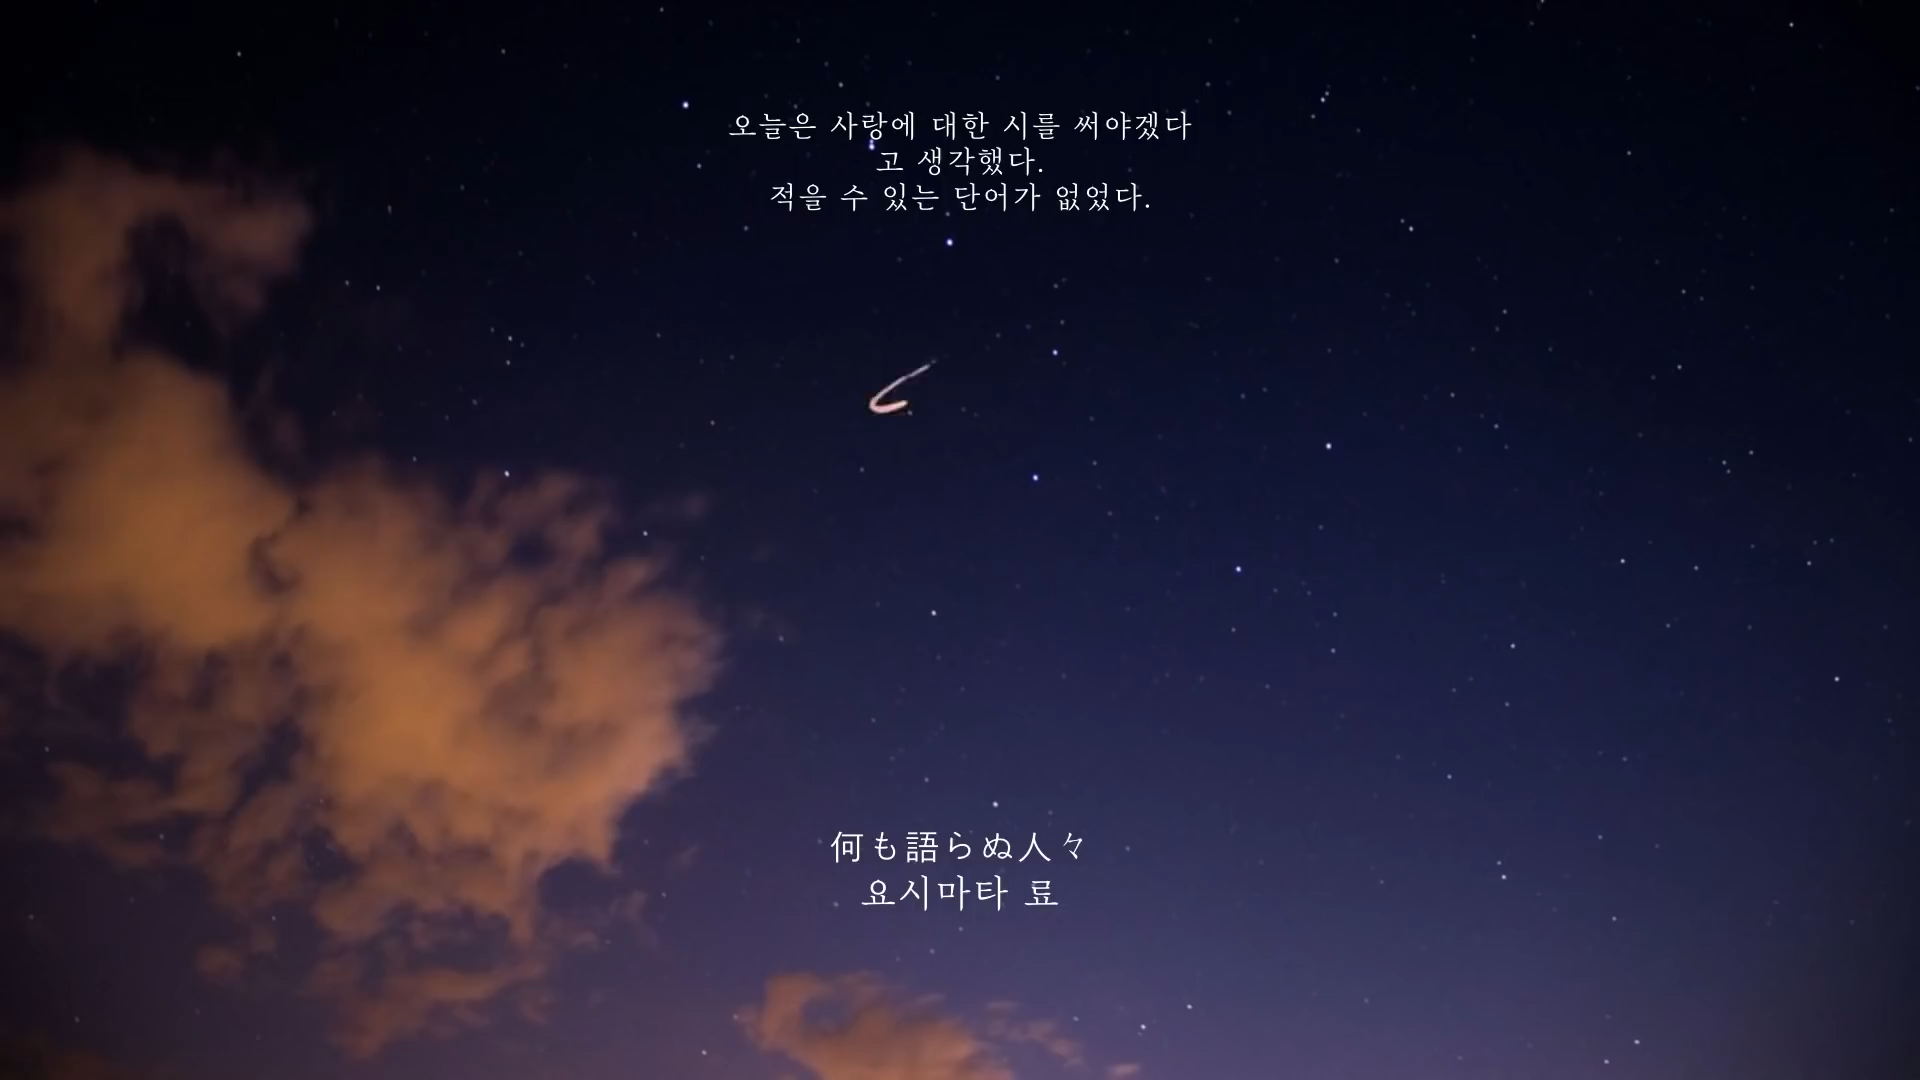 오늘은 사랑에 대한 시를 써야겠다
고 생각했다.
적을 수 있는 단어가 없었다.
何も語らぬ人々
요시마타 료